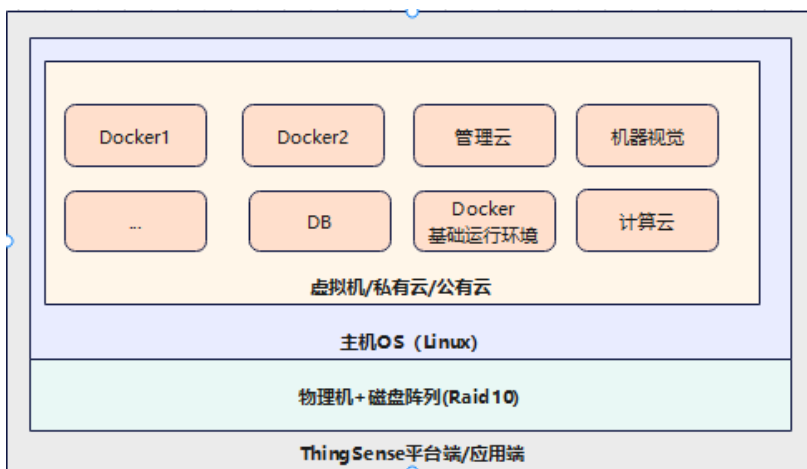 Docker1
Docker2
管理云
机器视觉
...
DB
Docker
基础运行环境
计算云
虚拟机/私有云/公有云
主机OS（Linux)
物理机+磁盘阵列(Raid10)
ThingSense平台端/应用端